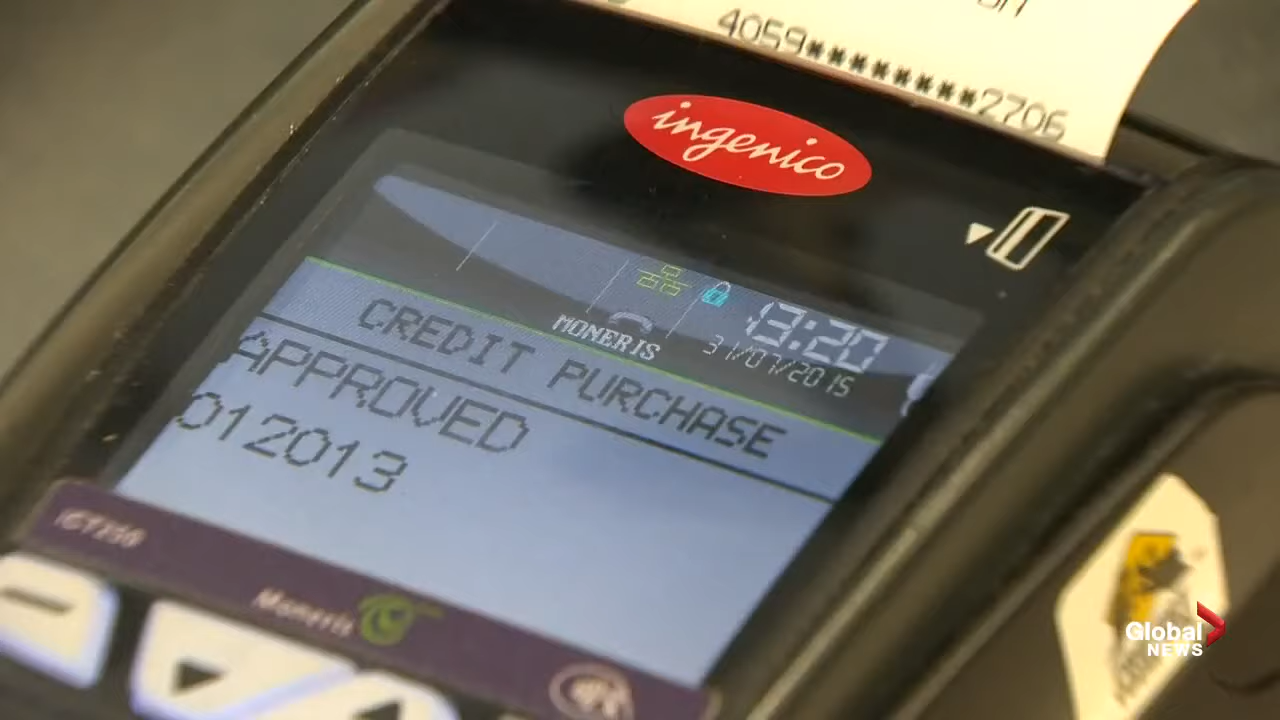 4059********2706
ingenico
13:20
MONERIS 31/07/2015
CREDIT PURCHASE
APPROVED
012013
iCT250
Moneris
Global
NEWS